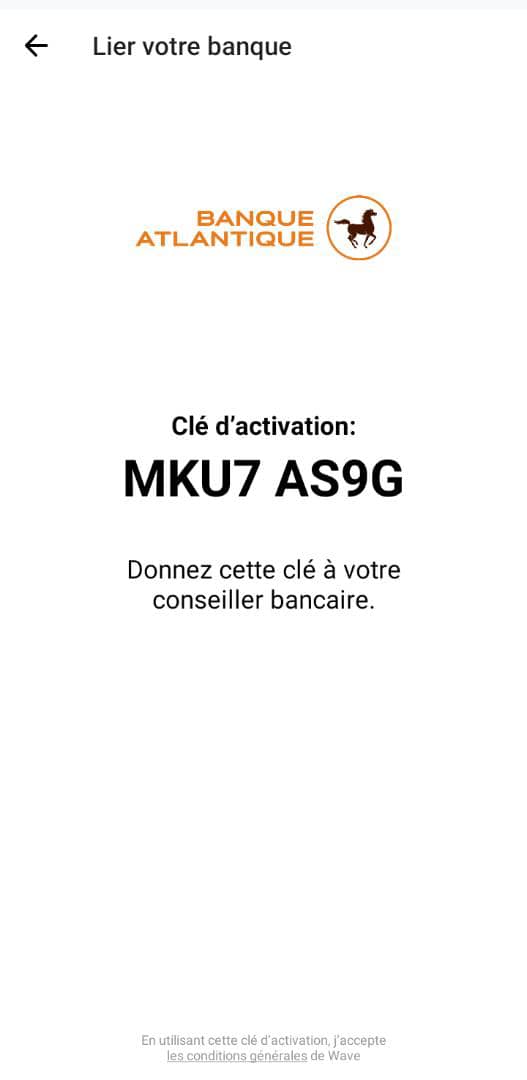 Lier votre banque
BANQUE
ATLANTIQUE
Clé d’activation:
MKU7 AS9G
Donnez cette clé à votre
conseiller bancaire.
En utilisant cette clé d’activation, j’accepte
les conditions générales de Wave